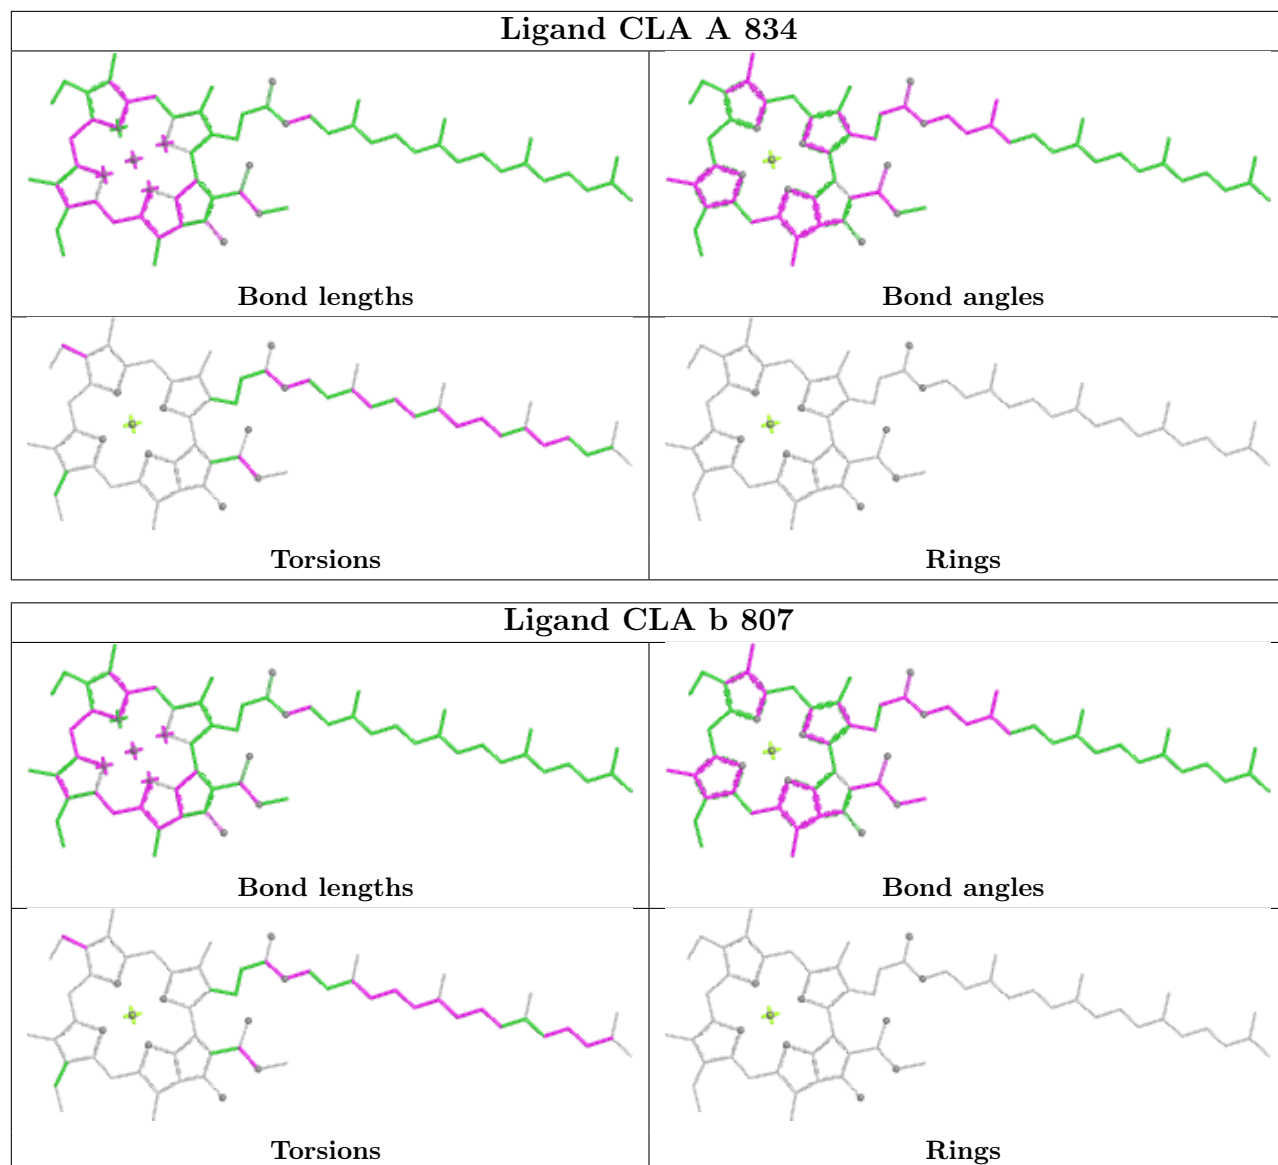 Ligand CLA A 834
Bond lengths
Bond angles
Torsions
Rings
Ligand CLA b 807
Bond lengths
Bond angles
Torsions
Rings